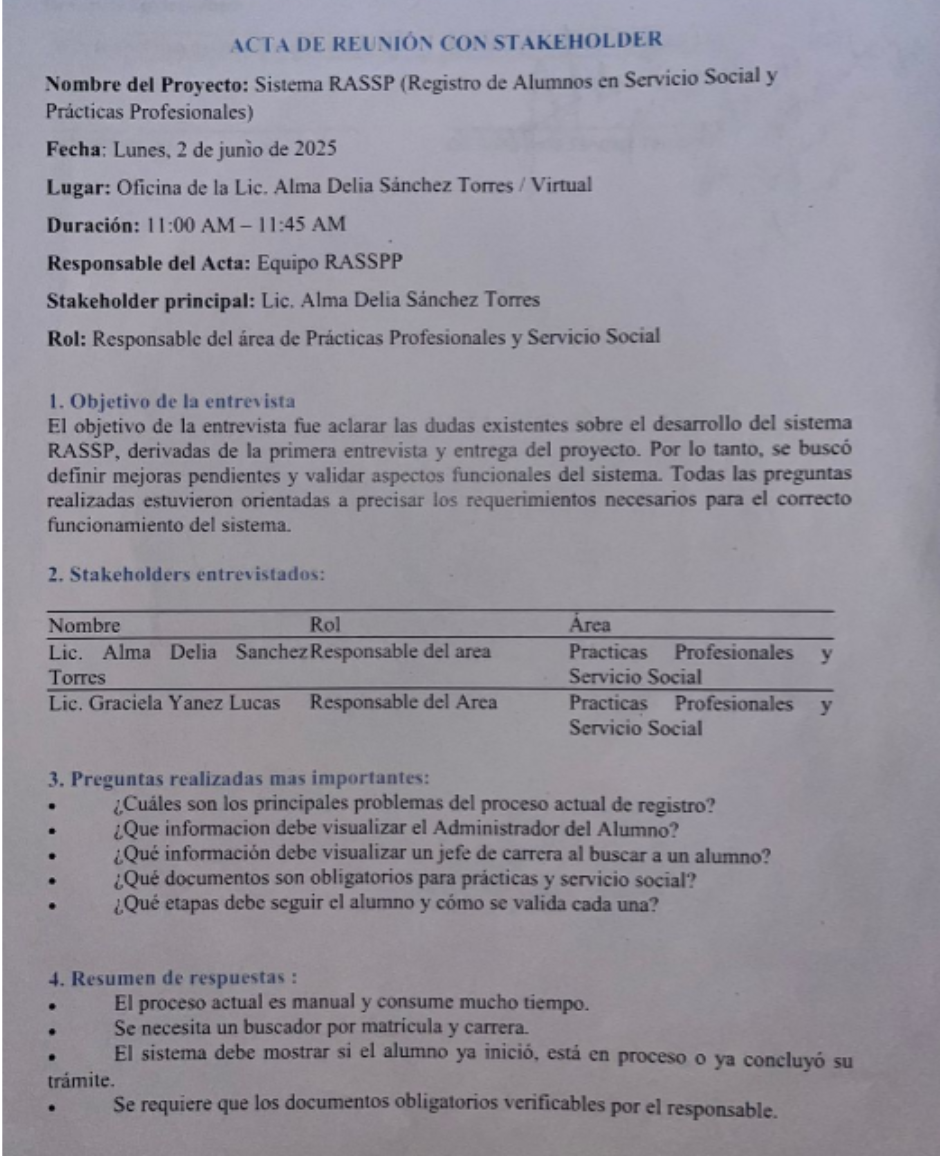 ACTA DE REUNIÓN CON STAKEHOLDER
Nombre del Proyecto: Sistema RASSP (Registro de Alumnos en Servicio Social y
Prácticas Profesionales)
Fecha: Lunes, 2 de junio de 2025
Lugar: Oficina de la Lic. Alma Delia Sánchez Torres / Virtual
Duración: 11:00 AM – 11:45 AM
Responsable del Acta: Equipo RASSPP
Stakeholder principal: Lic. Alma Delia Sánchez Torres
Rol: Responsable del área de Prácticas Profesionales y Servicio Social
1. Objetivo de la entrevista
El objetivo de la entrevista fue aclarar las dudas existentes sobre el desarrollo del sistema
RASSP, derivadas de la primera entrevista y entrega del proyecto. Por lo tanto, se buscó
definir mejoras pendientes y validar aspectos funcionales del sistema. Todas las preguntas
realizadas estuvieron orientadas a precisar los requerimientos necesarios para el correcto
funcionamiento del sistema.
2. Stakeholders entrevistados:
Nombre Rol Área
Lic. Alma Delia Sanchez Responsable del area Practicas Profesionales y
Torres Servicio Social
Lic. Graciela Yanez Lucas Responsable del Area Practicas Profesionales y
Servicio Social
3. Preguntas realizadas mas importantes:
• ¿Cuáles son los principales problemas del proceso actual de registro?
• ¿Que informacion debe visualizar el Administrador del Alumno?
• ¿Qué información debe visualizar un jefe de carrera al buscar a un alumno?
• ¿Qué documentos son obligatorios para prácticas y servicio social?
• ¿Qué etapas debe seguir el alumno y cómo se valida cada una?
4. Resumen de respuestas :
• El proceso actual es manual y consume mucho tiempo.
• Se necesita un buscador por matrícula y carrera.
• El sistema debe mostrar si el alumno ya inició, está en proceso o ya concluyó su
trámite.
• Se requiere que los documentos obligatorios verificables por el responsable.